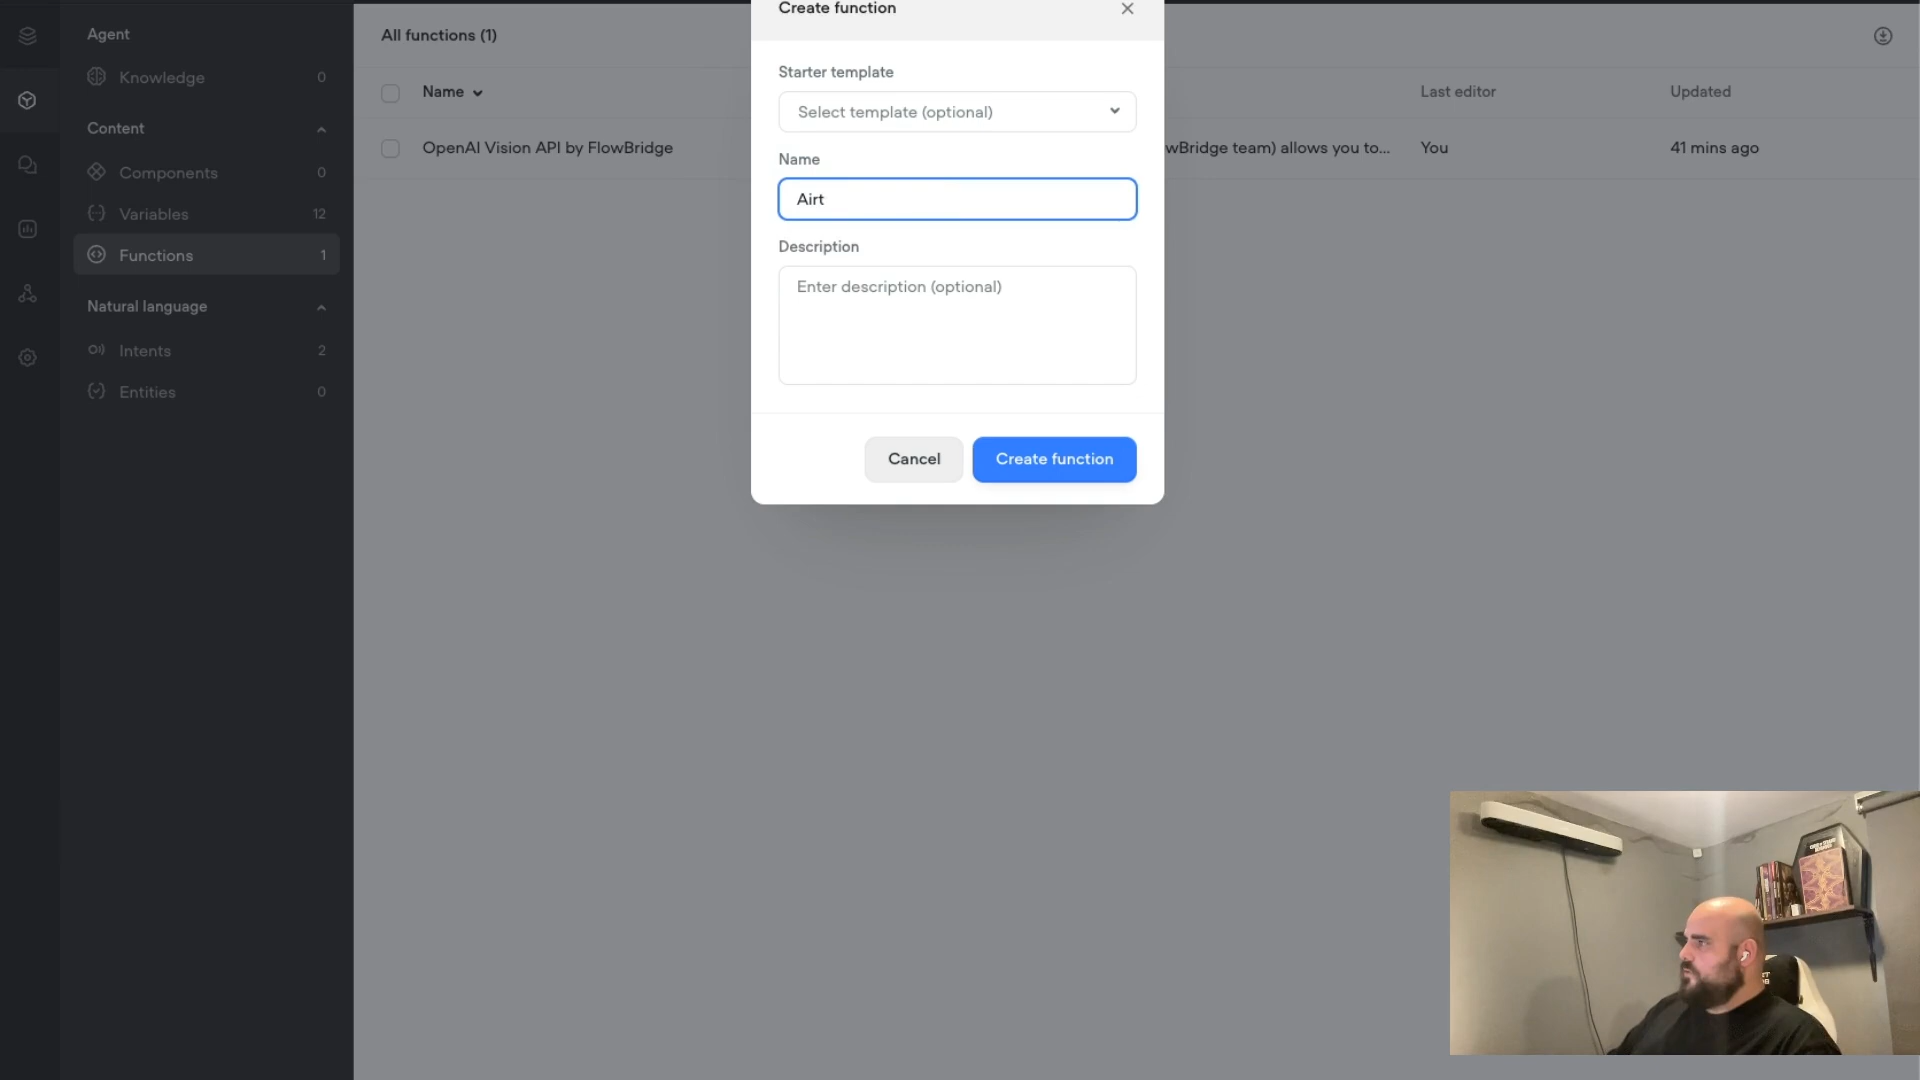 Agent
Knowledge 0
Content
Components 0
Variables 12
Functions 1
Natural language
Intents 2
Entities 0
All functions (1)
Name Last editor Updated
OpenAI Vision API by FlowBridge wBridge team) allows you to... You 41 mins ago
Create function
Starter template
Select template (optional)
Name
Airt
Description
Enter description (optional)
Cancel Create function